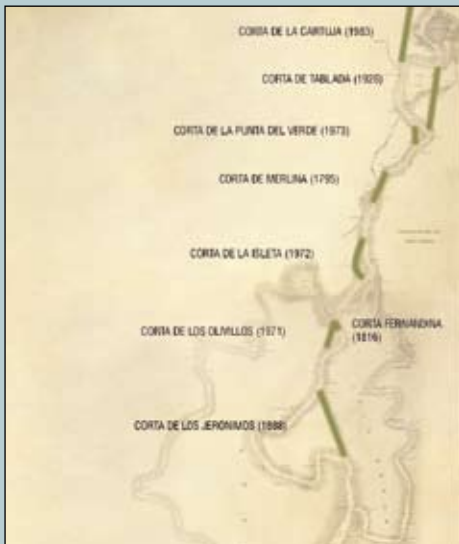 CORTA DE LA CARTUJA (1983)
CORTA DE TABLADA (1926)
CORTA DE LA PUNTA DEL VERDE (1973)
CORTA DE MERLINA (1795)
CORTA DE LA ISLETA (1972)
CORTA DE LOS OLIVILLOS (1971)
CORTA FERNANDINA
(1816)
CORTA DE LOS JERONIMOS (1888)